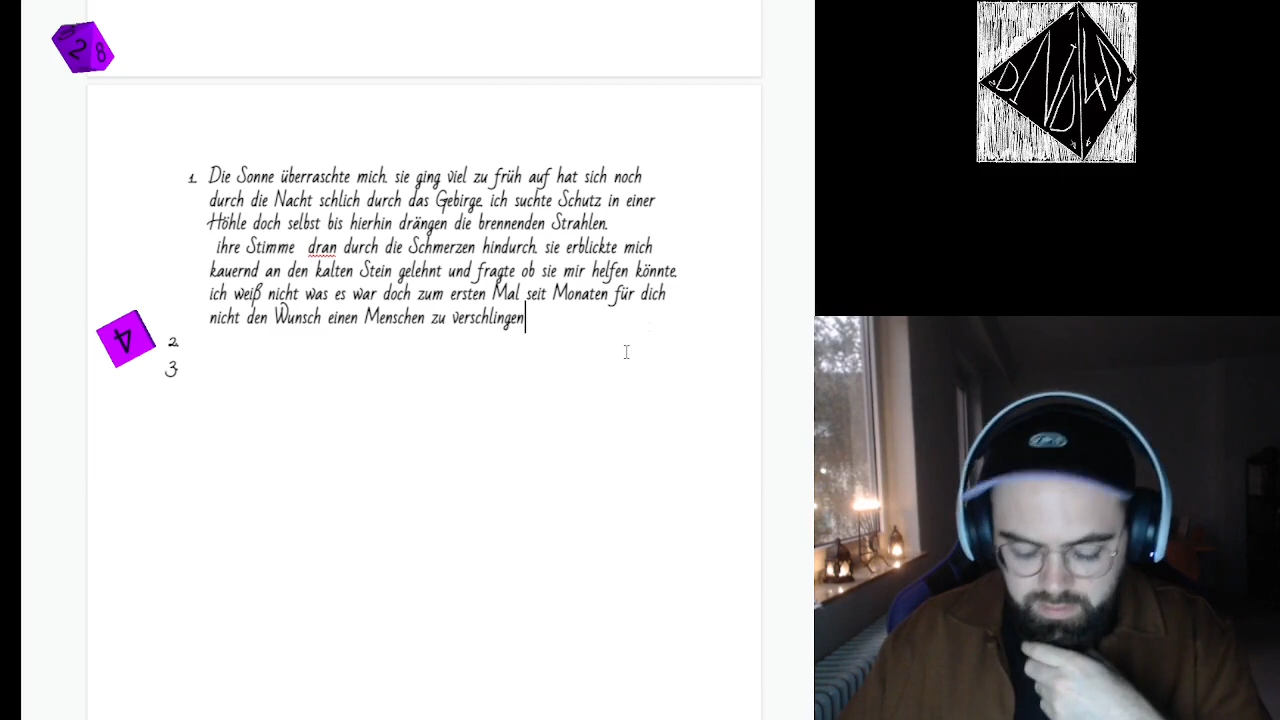 2 8
1. Die Sonne überraschte mich. sie ging viel zu früh auf hat sich noch
durch die Nacht schlich durch das Gebirge. ich suchte Schutz in einer
Höhle doch selbst bis hierhin drängen die brennenden Strahlen.
ihre Stimme dran durch die Schmerzen hindurch. sie erblickte mich
kauernd an den kalten Stein gelehnt und fragte ob sie mir helfen könnte.
ich weiß nicht was es war doch zum ersten Mal seit Monaten für dich
nicht den Wunsch einen Menschen zu verschlingen
4
2.
3.